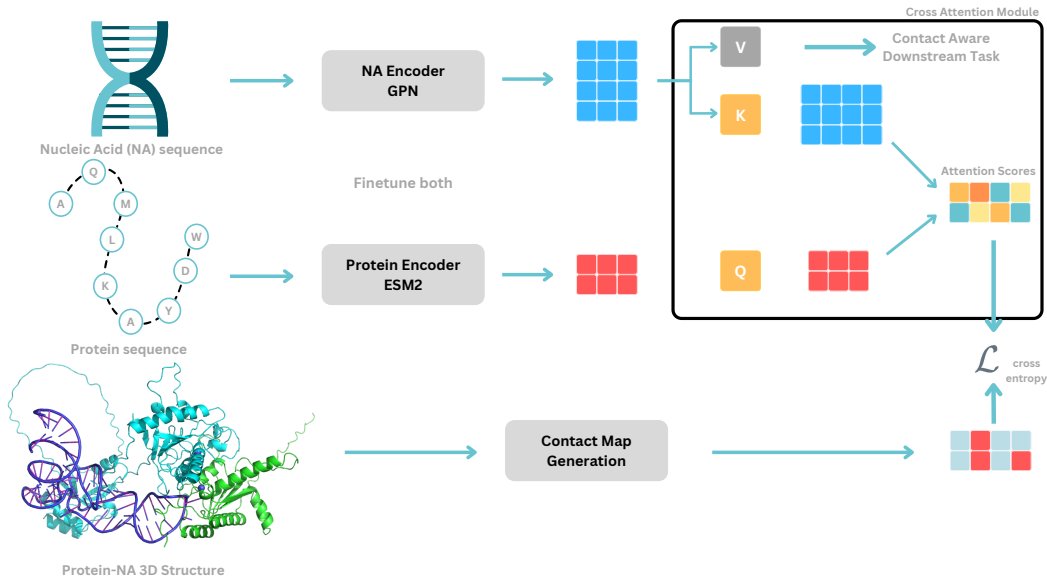 Cross Attention Module
NA Encoder
GPN
V
Contact Aware
Downstream Task
K
Nucleic Acid (NA) sequence
Finetune both
Attention Scores
A
Q
M
L
K
A
Y
D
W
Protein Encoder
ESM2
Q
Protein sequence
ℒ
cross
entropy
Contact Map
Generation
Protein-NA 3D Structure